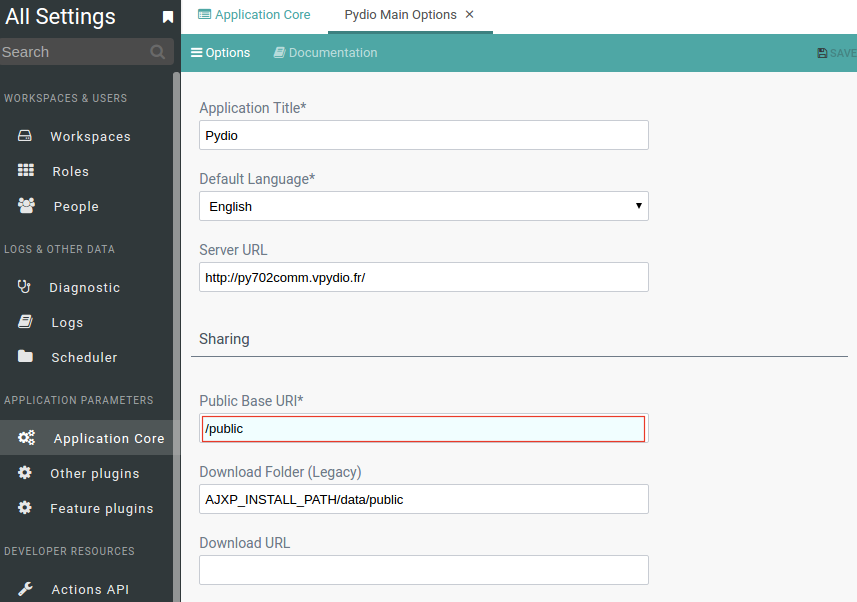 All Settings
Search
WORKSPACES & USERS
Workspaces
Roles
People
LOGS & OTHER DATA
Diagnostic
Logs
Scheduler
APPLICATION PARAMETERS
Application Core
Other plugins
Feature plugins
DEVELOPER RESOURCES
Actions API
Application Core
Pydio Main Options ×
Options
Documentation
SAVE
Application Title*
Pydio
Default Language*
English
Server URL
http://py702comm.vpydio.fr/
Sharing
Public Base URI*
/public
Download Folder (Legacy)
AJXP_INSTALL_PATH/data/public
Download URL